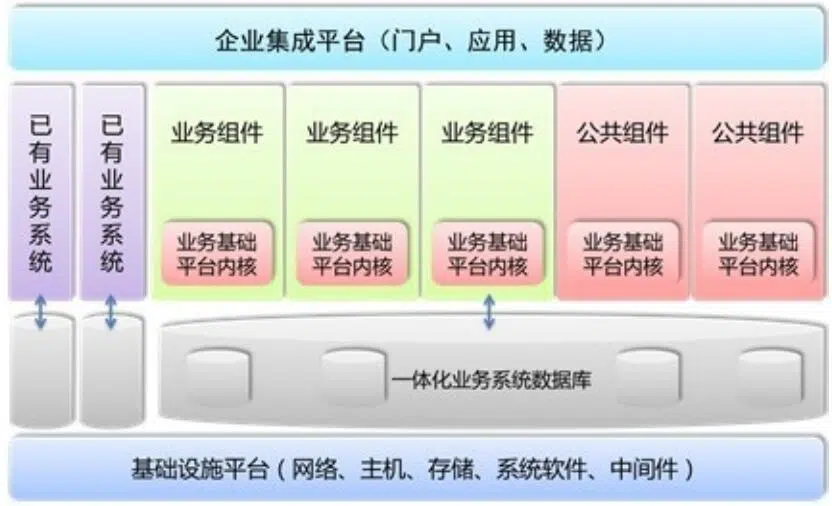 企业集成平台（门户、应用、数据）
已有业务系统
已有业务系统
业务组件
业务组件
业务组件
公共组件
公共组件
业务基础
平台内核
业务基础
平台内核
业务基础
平台内核
业务基础
平台内核
业务基础
平台内核
一体化业务系统数据库
基础设施平台（网络、主机、存储、系统软件、中间件）